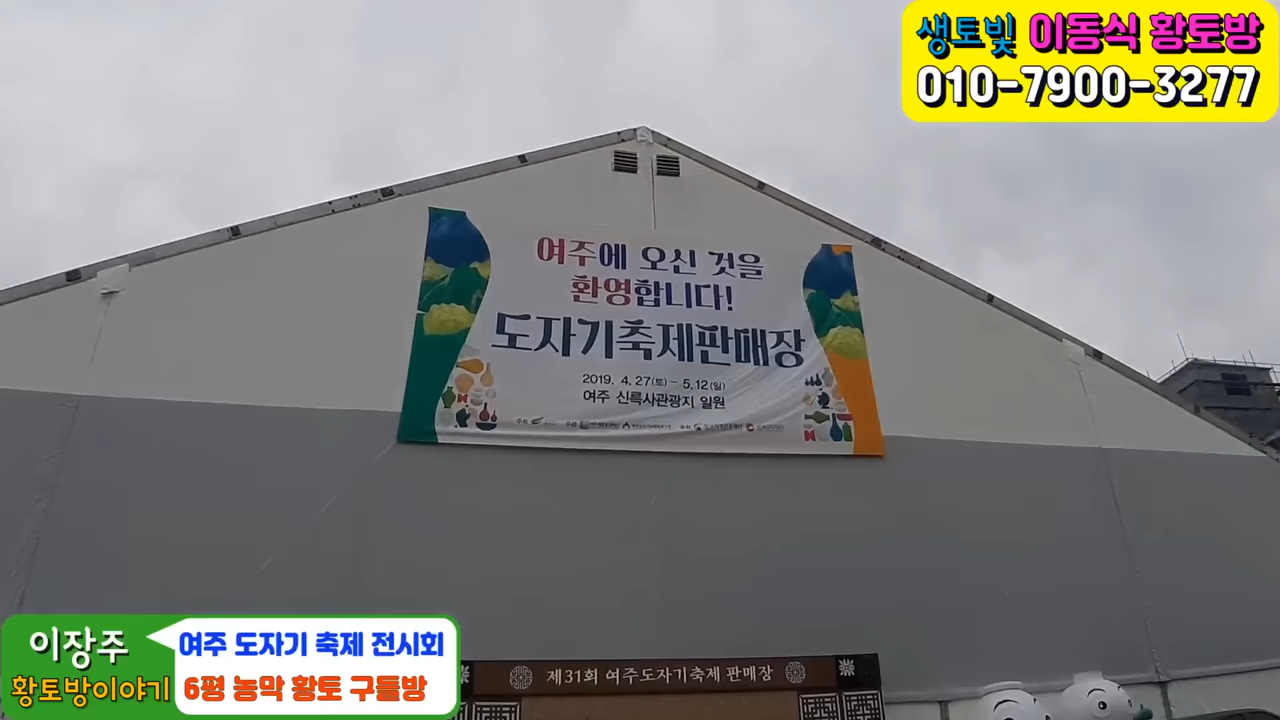 생토빛 이동식 황토방
010-7900-3277
여주에 오신 것을
환영합니다!
도자기축제판매장
2019. 4. 27(토) - 5. 12(일)
여주 신륵사관광지 일원
주최
제31회 여주도자기축제 판매장
이장주
황토방이야기
여주 도자기 축제 전시회
6평 농막 황토 구들방